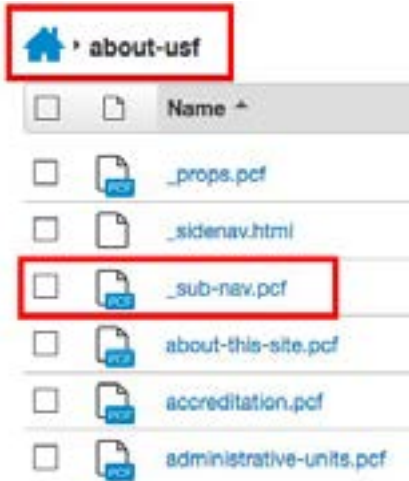 about-usf
Name
_props.pcf
_sidenav.html
_sub-nav.pcf
about-this-site.pcf
accreditation.pcf
administrative-units.pcf